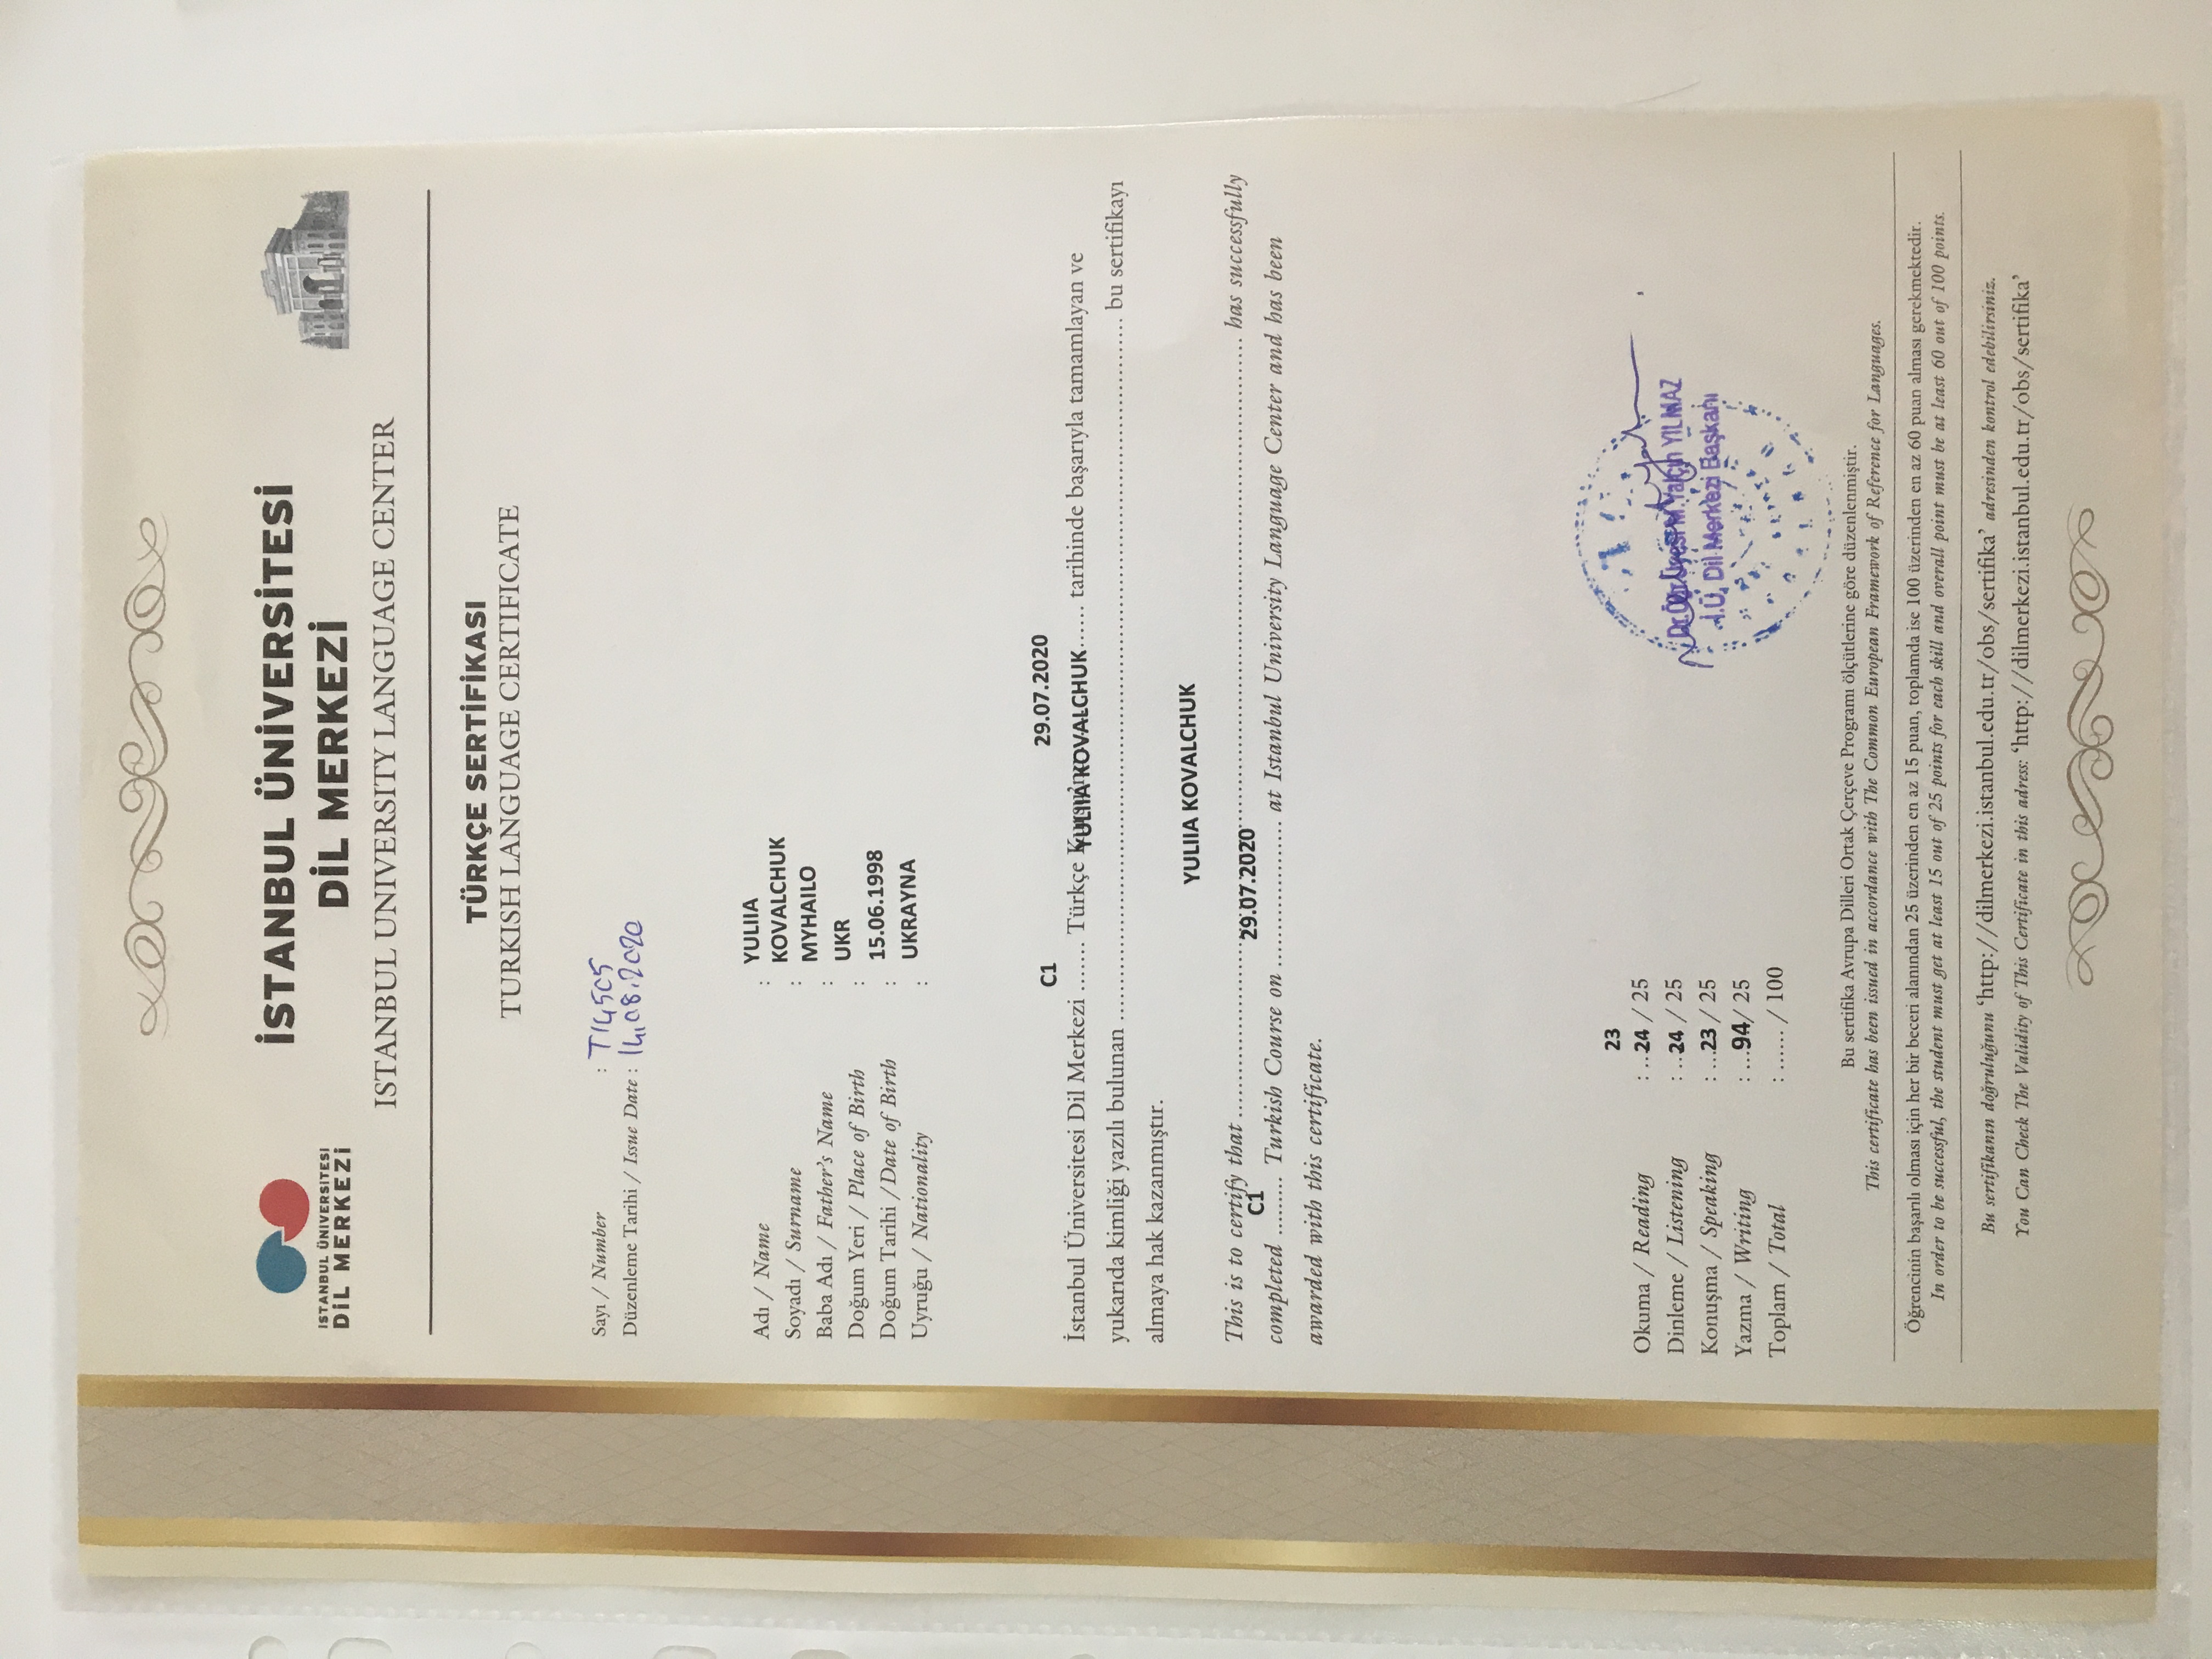 İSTANBUL ÜNİVERSİTESİ
DİL MERKEZİ
İSTANBUL ÜNİVERSİTESİ
DİL MERKEZİ
ISTANBUL UNIVERSITY LANGUAGE CENTER
TÜRKÇE SERTİFİKASI
TURKISH LANGUAGE CERTIFICATE
Sayı / Number : T14505
Düzenleme Tarihi / Issue Date : 14.08.2020
Adı / Name : YULIIA
Soyadı / Surname : KOVALCHUK
Baba Adı / Father's Name : MYHAILO
Doğum Yeri / Place of Birth : UKR
Doğum Tarihi / Date of Birth : 15.06.1998
Uyruğu / Nationality : UKRAYNA
C1 29.07.2020
İstanbul Üniversitesi Dil Merkezi ....... Türkçe YULIIA KOVALCHUK..... tarihinde başarıyla tamamlayan ve
yukarıda kimliği yazılı bulunan ........ bu sertifikayı
almaya hak kazanmıştır.
YULIIA KOVALCHUK
This is to certify that ........ has successfully
29.07.2020
completed ......... Turkish Course on ........ at Istanbul University Language Center and has been
C1
awarded with this certificate.
23
Okuma / Reading : ..24 / 25
Dinleme / Listening : ...24 / 25
Konuşma / Speaking : ...23 / 25
Yazma / Writing : ...94/ 25
Toplam / Total : ...... / 100
Dr. Öğr. Üyesi M. Yalçın YILMAZ
İ.Ü. Dil Merkezi Başkanı
Bu sertifika Avrupa Dilleri Ortak Çerçeve Programı ölçütlerine göre düzenlenmiştir.
This certificate has been issued in accordance with The Common European Framework of Reference for Languages.
Öğrencinin başarılı olması için her bir beceri alanından 25 üzerinden en az 15 puan, toplamda ise 100 üzerinden en az 60 puan alması gerekmektedir.
In order to be successful, the student must get at least 15 out of 25 points for each skill and overall point must be at least 60 out of 100 points.
Bu sertifikanın doğruluğunu 'http://dilmerkezi.istanbul.edu.tr/obs/sertifika' adresinden kontrol edebilirsiniz.
You Can Check The Validity of This Certificate in this adress: 'http://dilmerkezi.istanbul.edu.tr/obs/sertifika'